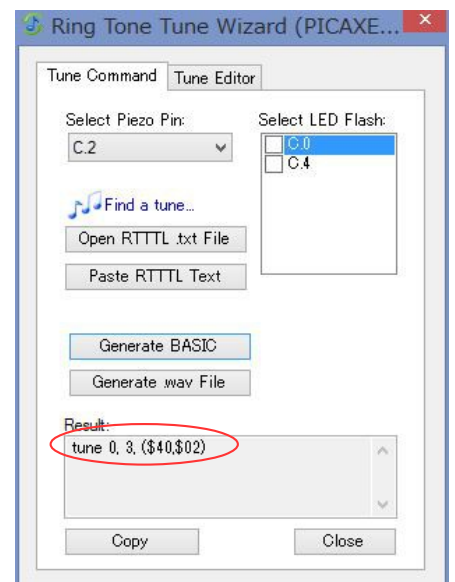 Ring Tone Tune Wizard (PICAXE...
Tune Command Tune Editor
Select Piezo Pin:
C.2
Select LED Flash:
C.0
C.4
Find a tune...
Open RTTTL .txt File
Paste RTTTL Text
Generate BASIC
Generate .wav File
Result:
tune 0, 3, ($40,$02)
Copy
Close